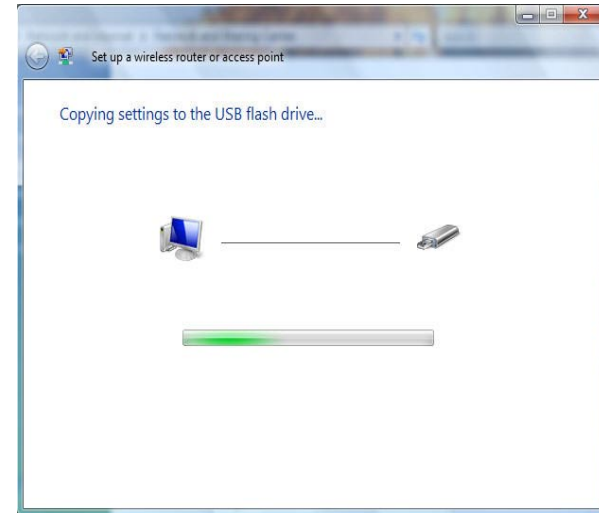 Set up a wireless router or access point
Copying settings to the USB flash drive...